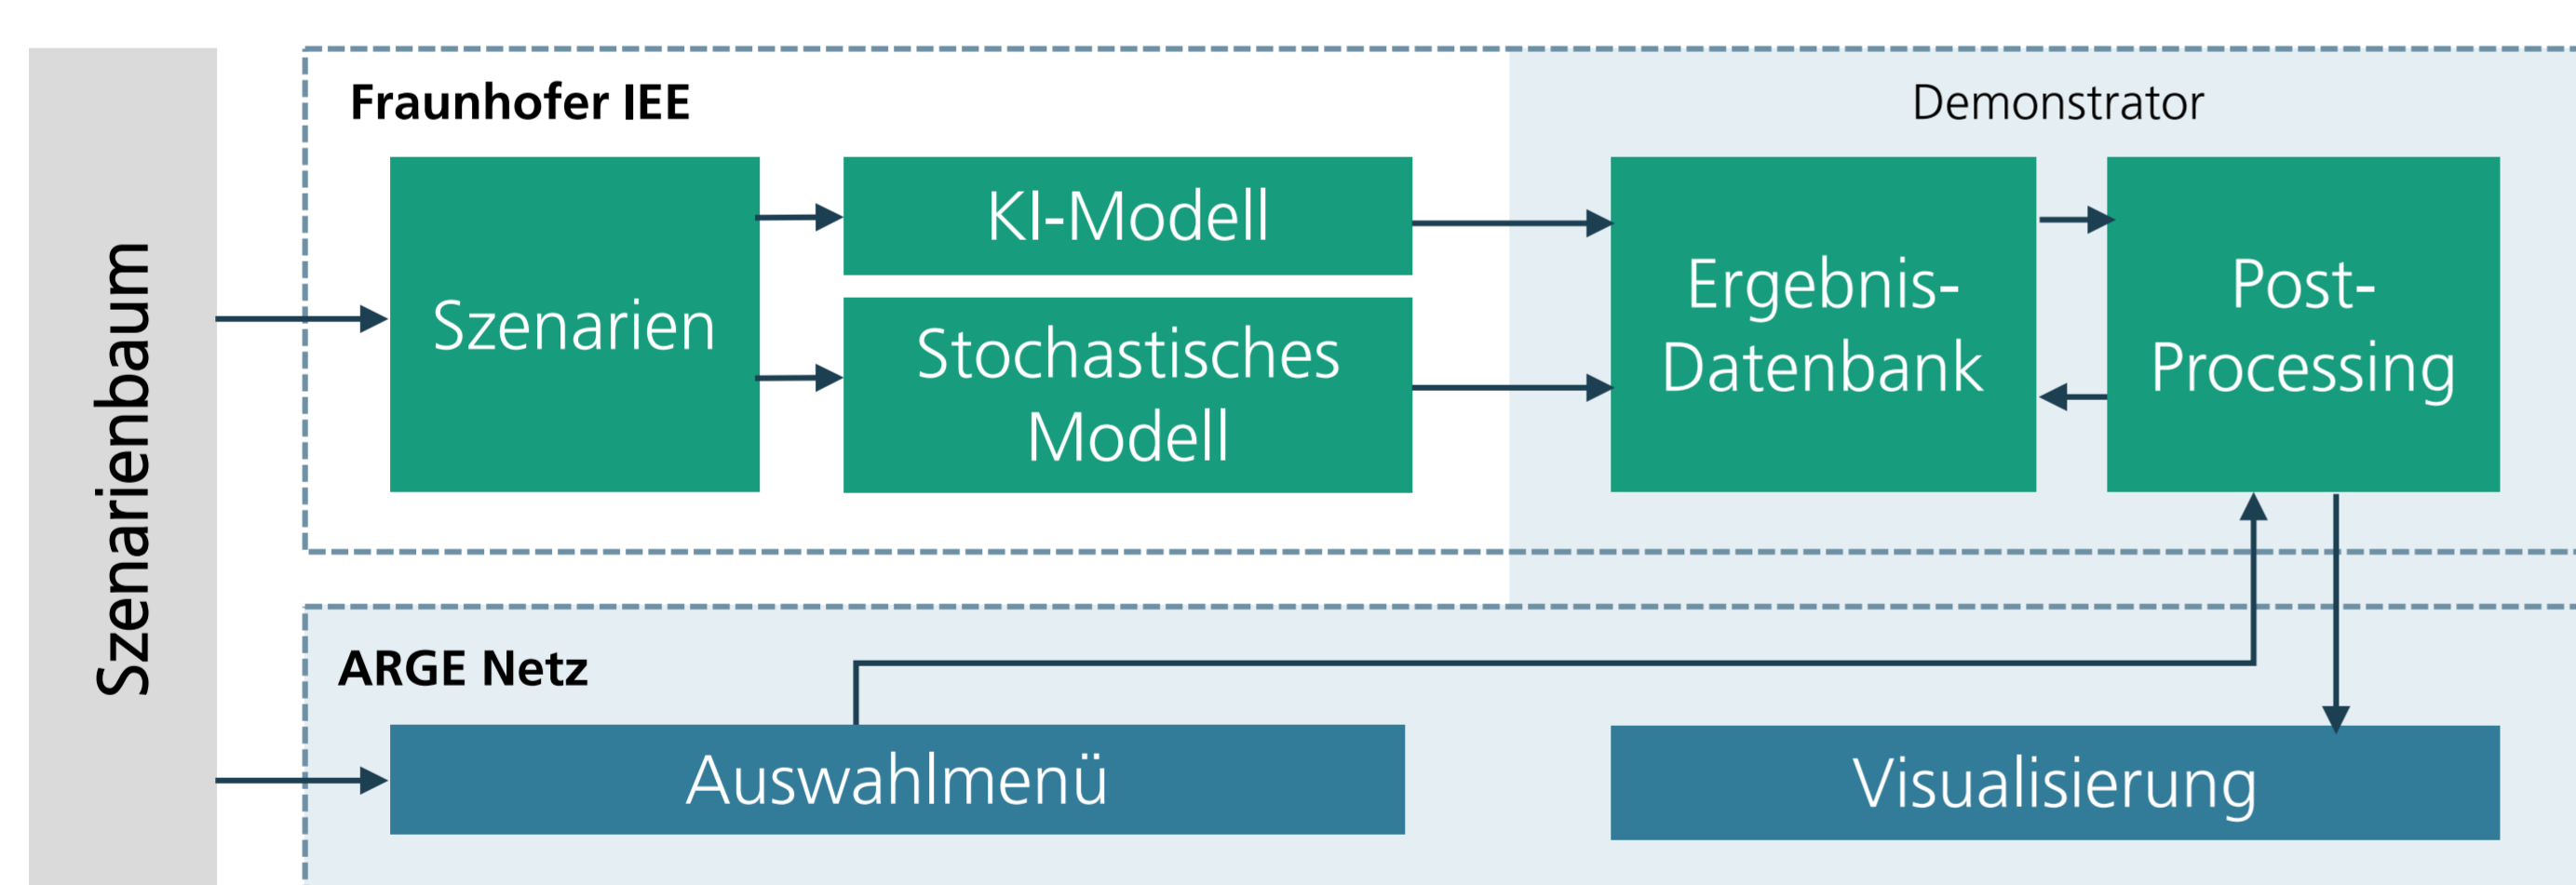 Szenarienbaum
Fraunhofer IEE
Demonstrator
Szenarien
KI-Modell
Stochastisches
Modell
Ergebnis-
Datenbank
Post-
Processing
ARGE Netz
Auswahlmenü
Visualisierung